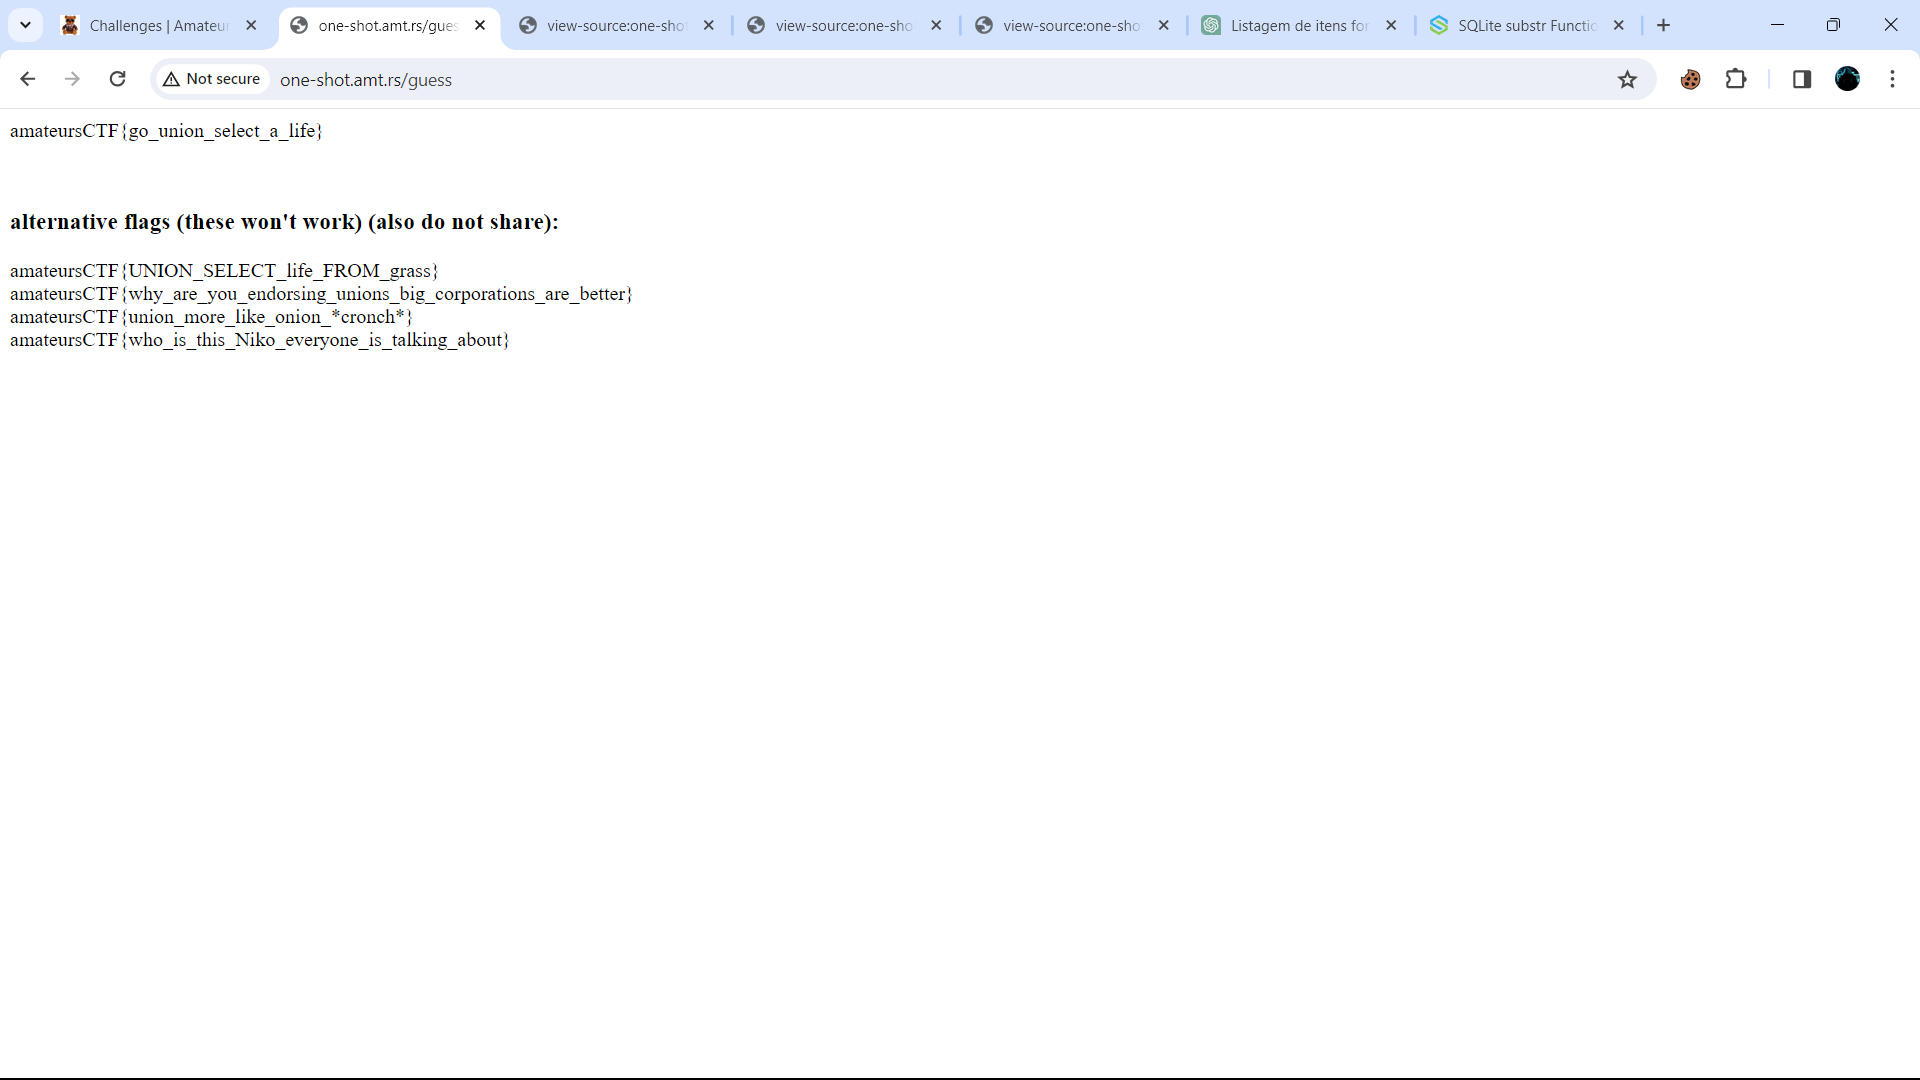 Challenges | Amateur
one-shot.amt.rs/gues
view-source:one-shot
view-source:one-sho
view-source:one-sho
Listagem de itens for
SQLite substr Functio
Not secure
one-shot.amt.rs/guess
amateursCTF{go_union_select_a_life}
alternative flags (these won't work) (also do not share):
amateursCTF{UNION_SELECT_life_FROM_grass}
amateursCTF{why_are_you_endorsing_unions_big_corporations_are_better}
amateursCTF{union_more_like_onion_*cronch*}
amateursCTF{who_is_this_Niko_everyone_is_talking_about}